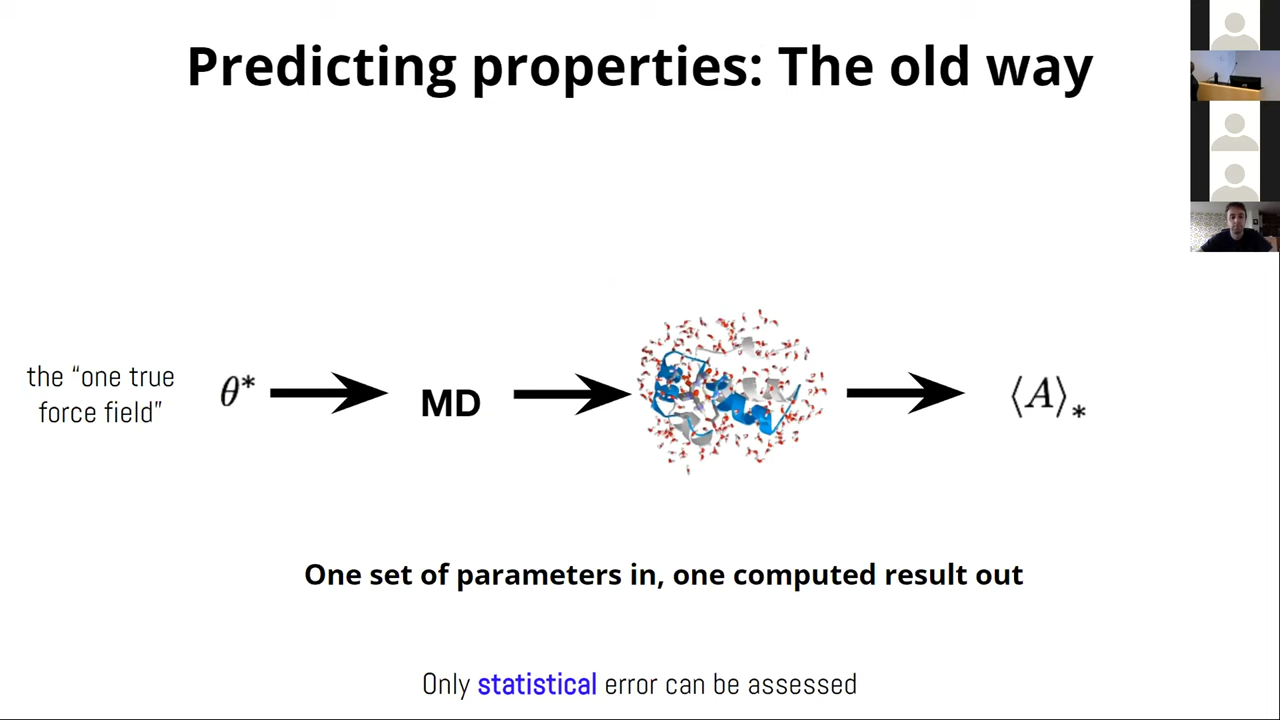 Predicting properties: The old way
the “one true
force field”
θ*
MD
⟨A⟩*
One set of parameters in, one computed result out
Only statistical error can be assessed